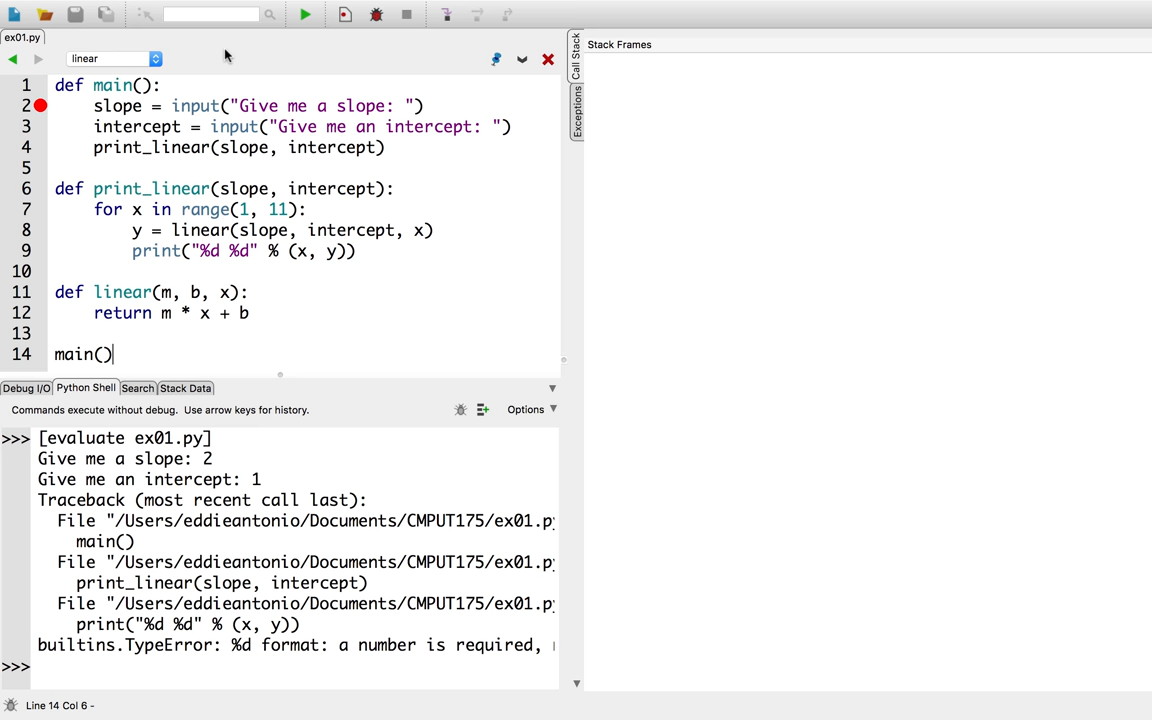 ex01.py
linear
1 def main():
2 slope = input("Give me a slope: ")
3 intercept = input("Give me an intercept: ")
4 print_linear(slope, intercept)
5
6 def print_linear(slope, intercept):
7 for x in range(1, 11):
8 y = linear(slope, intercept, x)
9 print("%d %d" % (x, y))
10
11 def linear(m, b, x):
12 return m * x + b
13
14 main()
Call Stack
Exceptions
Stack Frames
Debug I/O Python Shell Search Stack Data
Commands execute without debug. Use arrow keys for history.
Options
>>> [evaluate ex01.py]
Give me a slope: 2
Give me an intercept: 1
Traceback (most recent call last):
File "/Users/eddieantonio/Documents/CMPUT175/ex01.py
main()
File "/Users/eddieantonio/Documents/CMPUT175/ex01.py
print_linear(slope, intercept)
File "/Users/eddieantonio/Documents/CMPUT175/ex01.py
print("%d %d" % (x, y))
builtins.TypeError: %d format: a number is required,
>>>
Line 14 Col 6 -